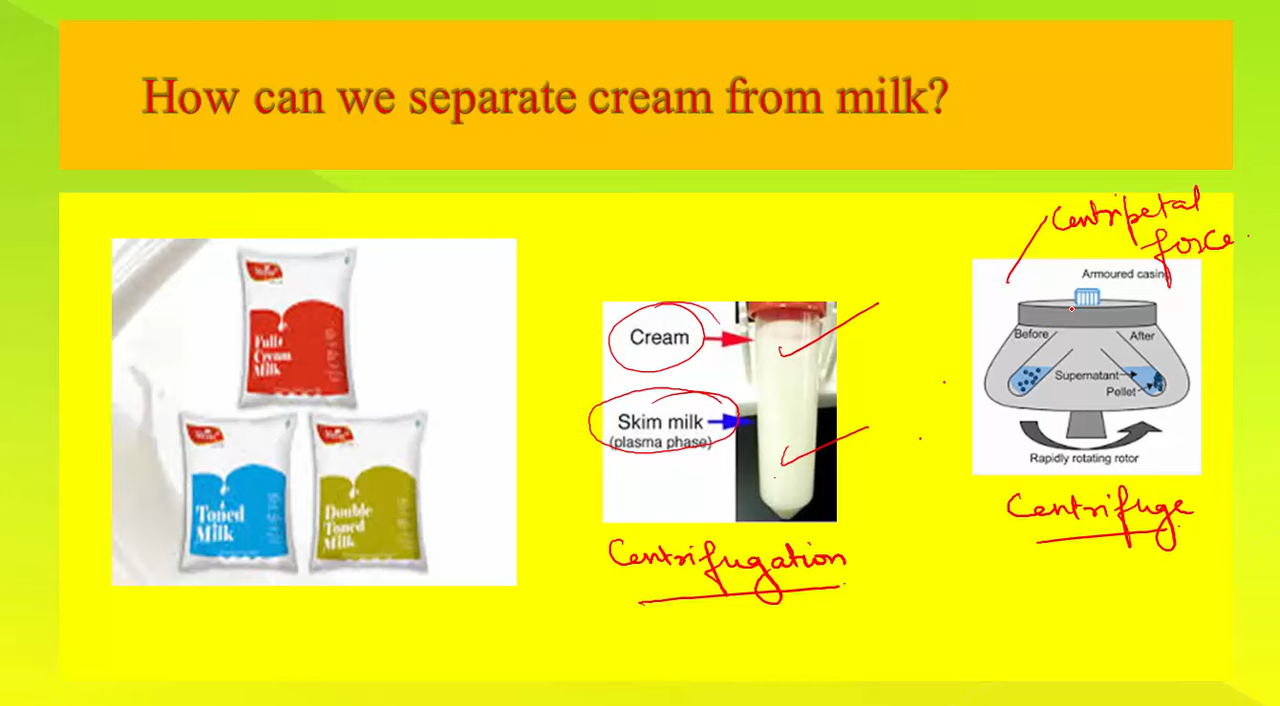 How can we separate cream from milk?
Full
Cream
Milk
Toned
Milk
Double
Toned
Milk
Cream
Skim milk
(plasma phase)
Centrifugation
Centripetal
force
Armoured casing
Before
After
Supernatant
Pellet
Rapidly rotating rotor
Centrifuge